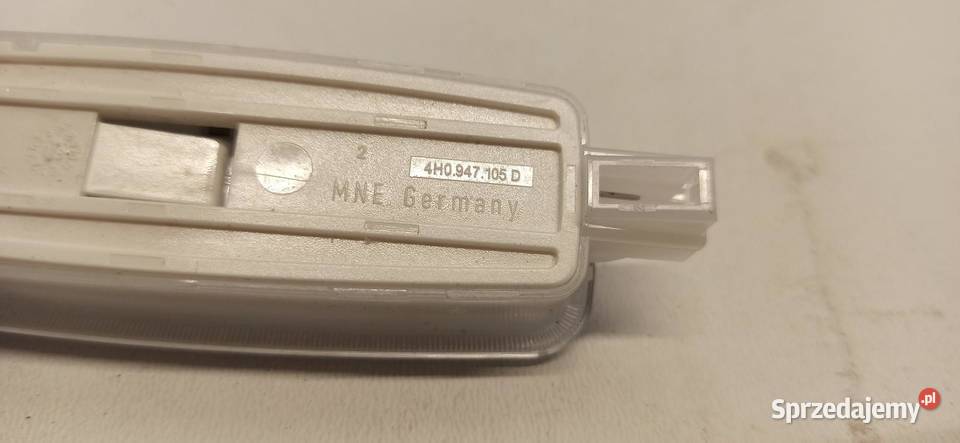 2
4H0.947.105 D
MNE Germany
Sprzedajemy.pl